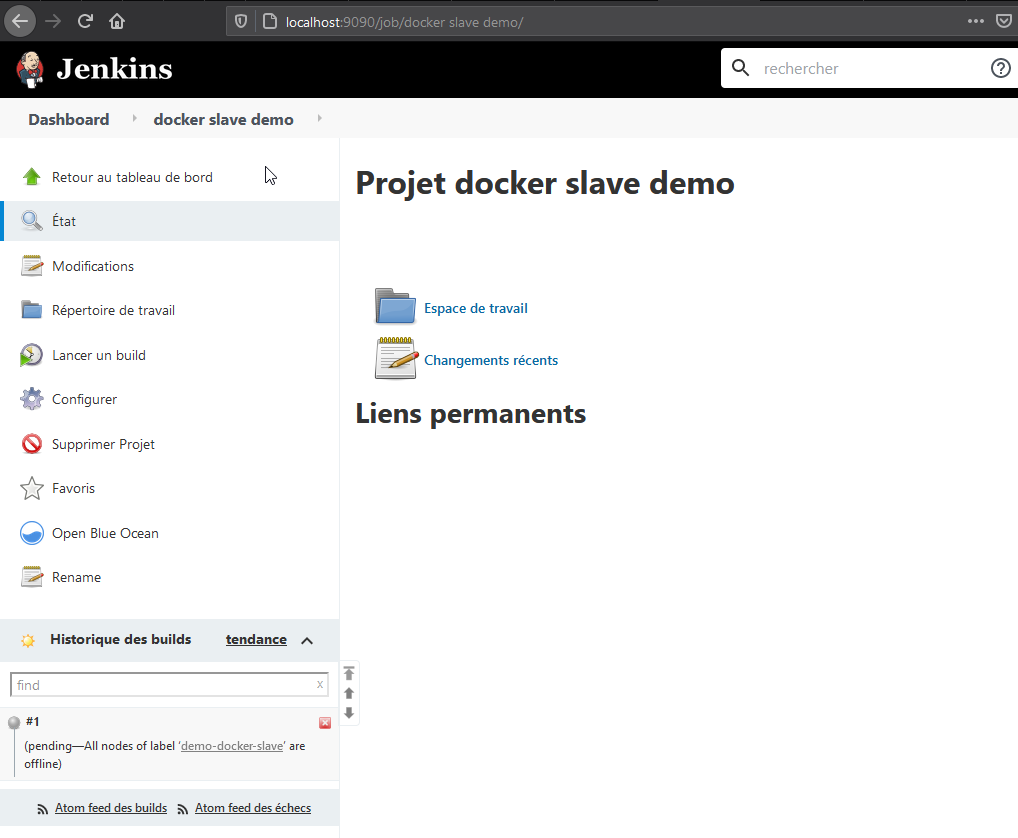 localhost:9090/job/docker slave demo/
Jenkins
rechercher
Dashboard
docker slave demo
Retour au tableau de bord
État
Modifications
Répertoire de travail
Lancer un build
Configurer
Supprimer Projet
Favoris
Open Blue Ocean
Rename
Projet docker slave demo
Espace de travail
Changements récents
Liens permanents
Historique des builds tendance
find x
#1
(pending—All nodes of label ‘demo-docker-slave’ are
offline)
Atom feed des builds Atom feed des échecs